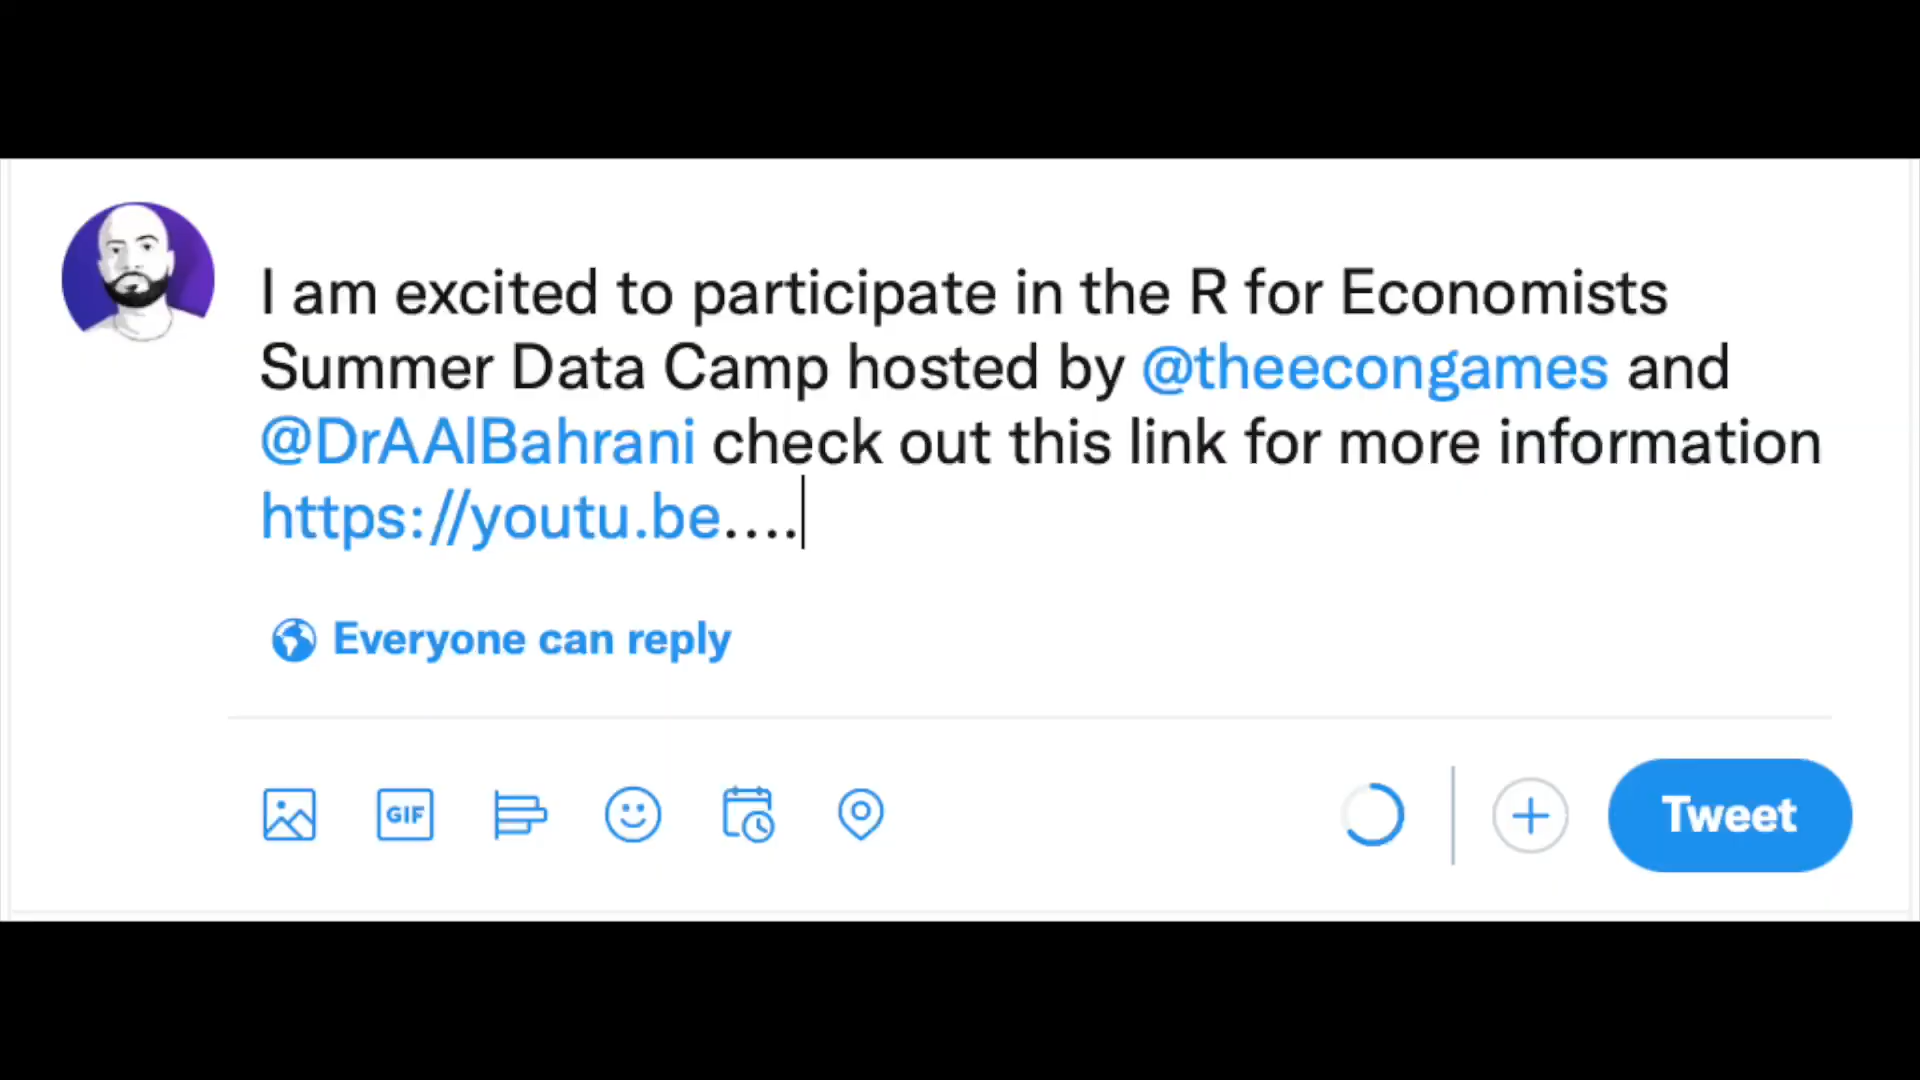 I am excited to participate in the R for Economists
Summer Data Camp hosted by @theecongames and
@DrAAlBahrani check out this link for more information
https://youtu.be....
Everyone can reply
GIF
Tweet